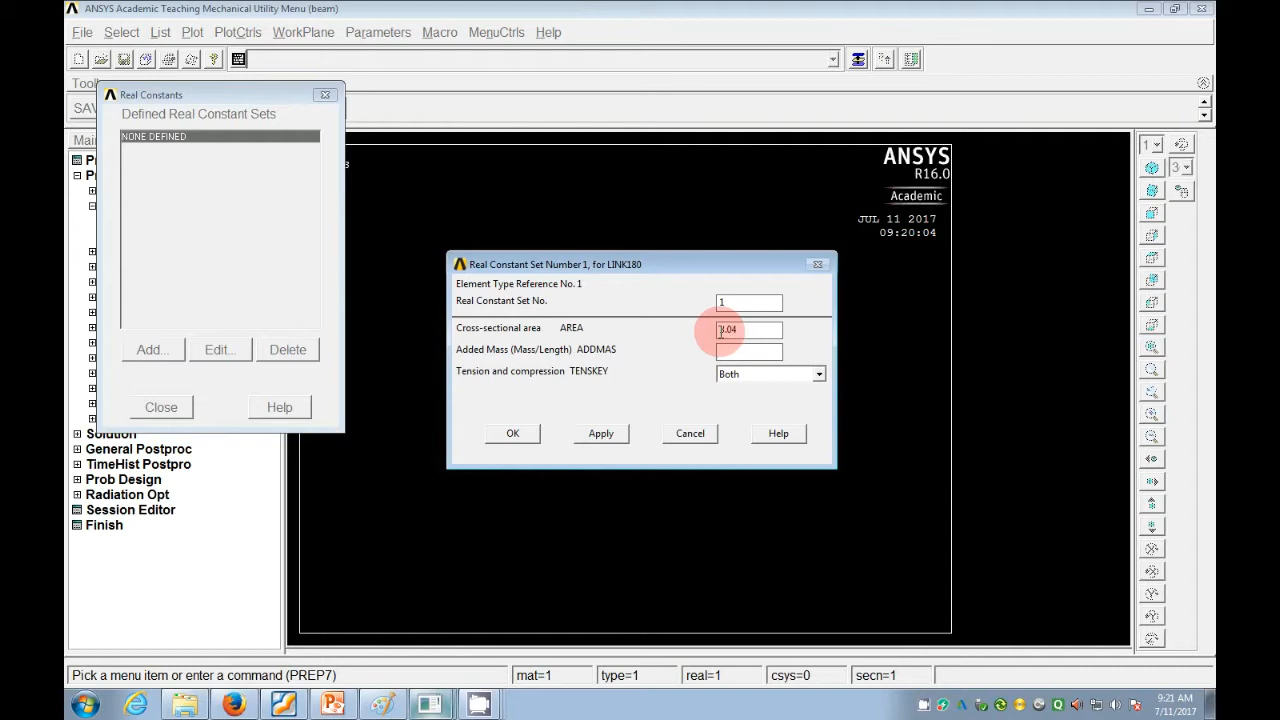 ANSYS Academic Teaching Mechanical Utility Menu (beam)
File Select List Plot PlotCtrls WorkPlane Parameters Macro MenuCtrls Help
Real Constants
Defined Real Constant Sets
NONE DEFINED
Add... Edit... Delete
Close Help
General Postproc
TimeHist Postpro
Prob Design
Radiation Opt
Session Editor
Finish
ANSYS
R16.0
Academic
JUL 11 2017
09:20:04
1
3
Real Constant Set Number 1, for LINK180
Element Type Reference No. 1
Real Constant Set No. 1
Cross-sectional area AREA
Added Mass (Mass/Length) ADDMAS
Tension and compression TENSKEY Both
OK Apply Cancel Help
Pick a menu item or enter a command (PREP7) mat=1 type=1 real=1 csys=0 secn=1
9:21 AM
7/11/2017